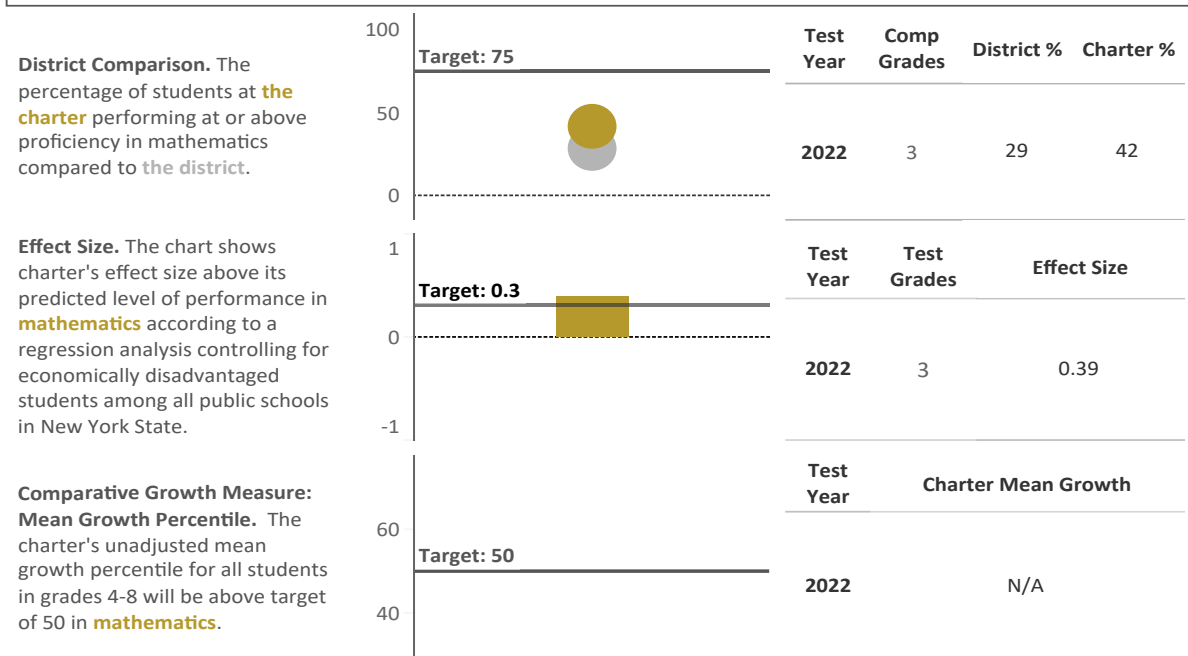 District Comparison. The
percentage of students at the
charter performing at or above
proficiency in mathematics
compared to the district.
100
50
0
Target: 75
Test Year Comp Grades District % Charter %
2022 3 29 42
Effect Size. The chart shows
charter's effect size above its
predicted level of performance in
mathematics according to a
regression analysis controlling for
economically disadvantaged
students among all public schools
in New York State.
1
0
-1
Target: 0.3
Test Year Test Grades Effect Size
2022 3 0.39
Comparative Growth Measure:
Mean Growth Percentile. The
charter's unadjusted mean
growth percentile for all students
in grades 4-8 will be above target
of 50 in mathematics.
60
40
Target: 50
Test Year Charter Mean Growth
2022 N/A